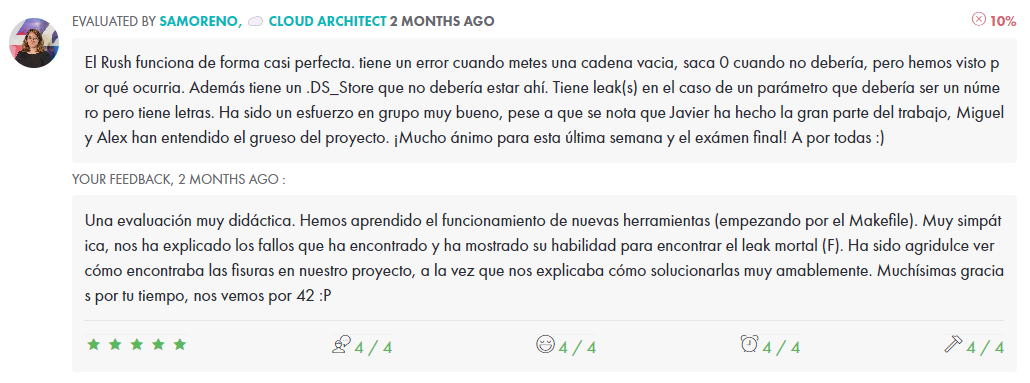 EVALUATED BY SAMORENO, CLOUD ARCHITECT 2 MONTHS AGO 10%
El Rush funciona de forma casi perfecta. tiene un error cuando metes una cadena vacia, saca 0 cuando no debería, pero hemos visto p
or qué ocurria. Además tiene un .DS_Store que no debería estar ahí. Tiene leak(s) en el caso de un parámetro que debería ser un núme
ro pero tiene letras. Ha sido un esfuerzo en grupo muy bueno, pese a que se nota que Javier ha hecho la gran parte del trabajo, Miguel
y Alex han entendido el grueso del proyecto. ¡Mucho ánimo para esta última semana y el exámen final! A por todas :)
YOUR FEEDBACK, 2 MONTHS AGO :
Una evaluación muy didáctica. Hemos aprendido el funcionamiento de nuevas herramientas (empezando por el Makefile). Muy simpát
ica, nos ha explicado los fallos que ha encontrado y ha mostrado su habilidad para encontrar el leak mortal (F). Ha sido agridulce ver
cómo encontraba las fisuras en nuestro proyecto, a la vez que nos explicaba cómo solucionarlas muy amablemente. Muchísimas gracia
s por tu tiempo, nos vemos por 42 :P
4 / 4 4 / 4 4 / 4 4 / 4